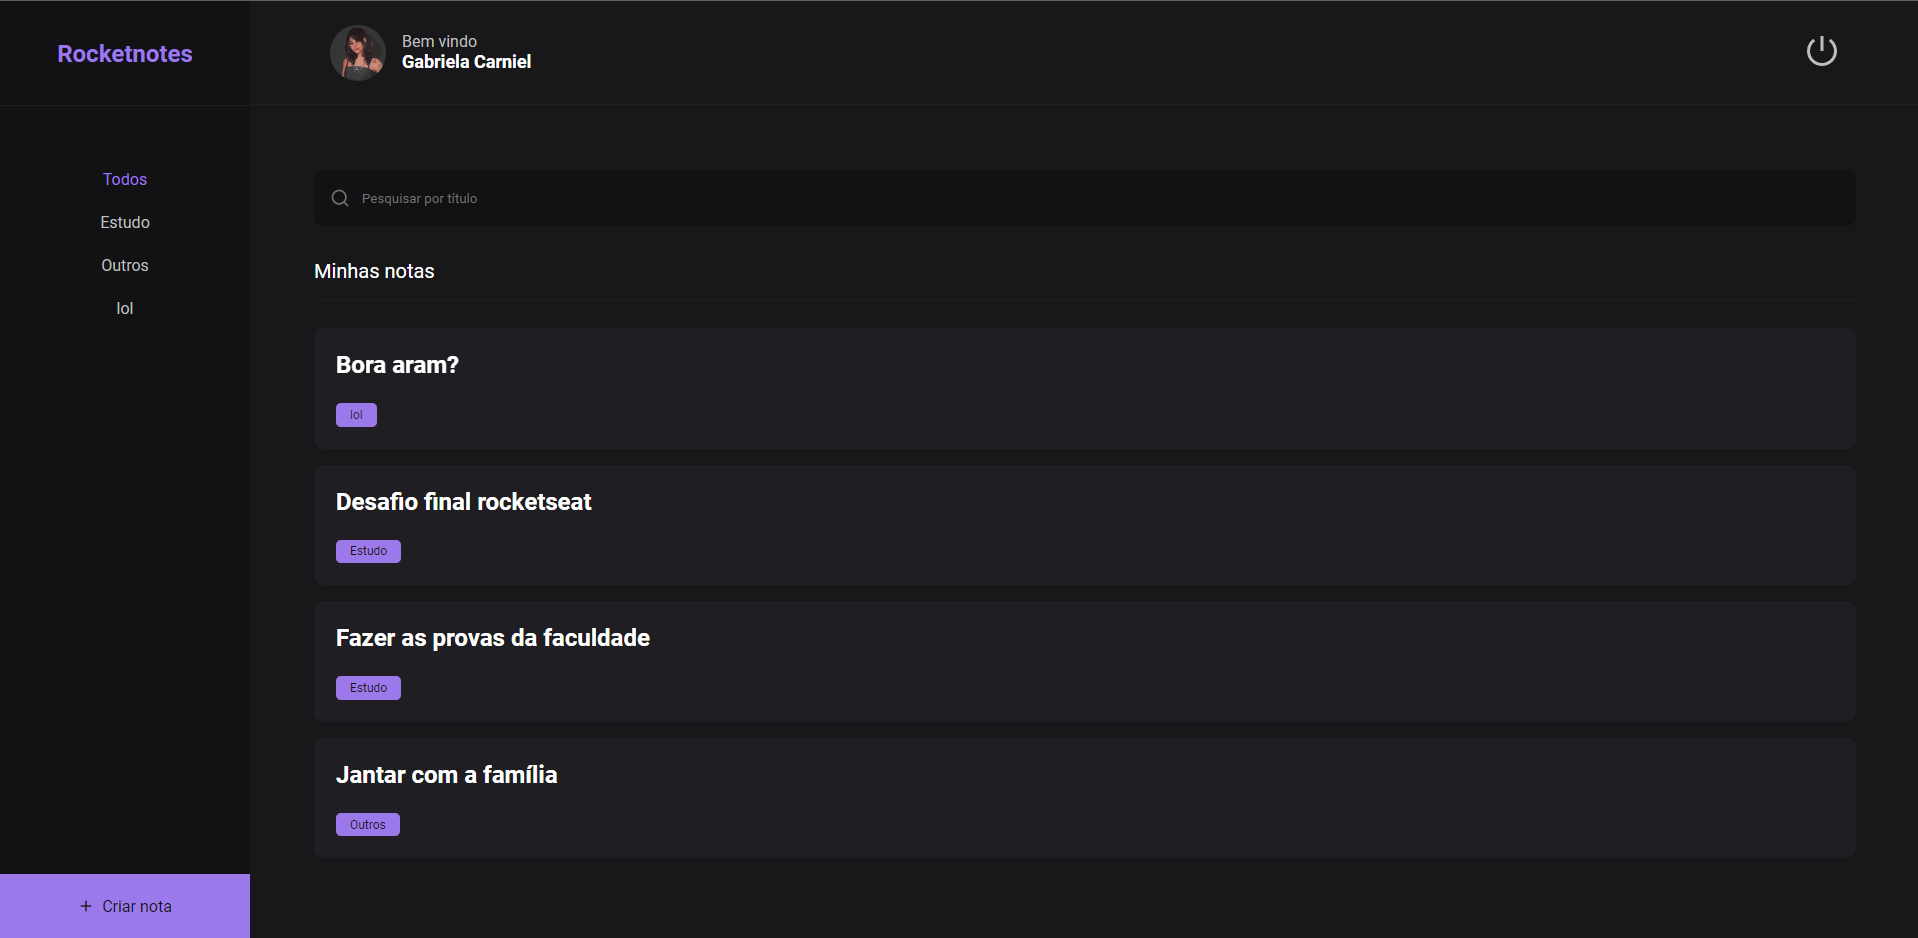 Rocketnotes
Bem vindo
Gabriela Carniel
Todos
Estudo
Outros
lol
Pesquisar por título
Minhas notas
Bora aram?
lol
Desafio final rocketseat
Estudo
Fazer as provas da faculdade
Estudo
Jantar com a família
Outros
+ Criar nota